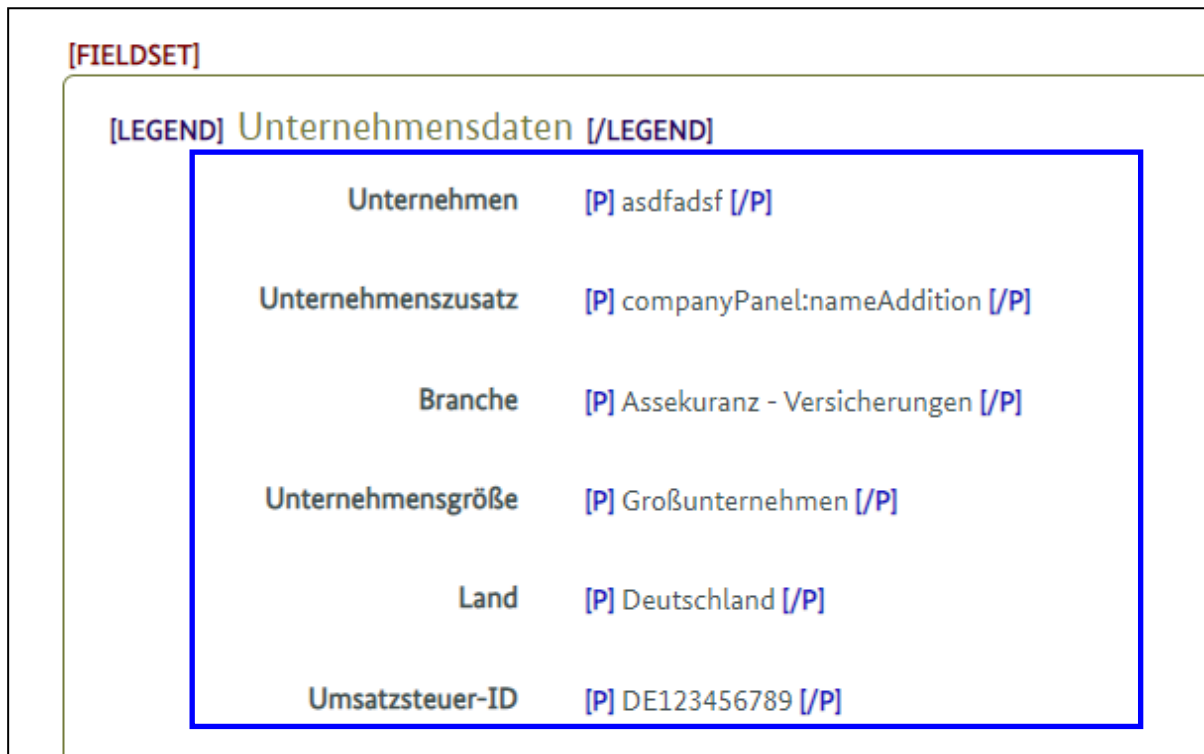 [FIELDSET]
[LEGEND] Unternehmensdaten [/LEGEND]
Unternehmen [P] asdfadsf [/P]
Unternehmenszusatz [P] companyPanel:nameAddition [/P]
Branche [P] Assekuranz - Versicherungen [/P]
Unternehmensgröße [P] Großunternehmen [/P]
Land [P] Deutschland [/P]
Umsatzsteuer-ID [P] DE123456789 [/P]